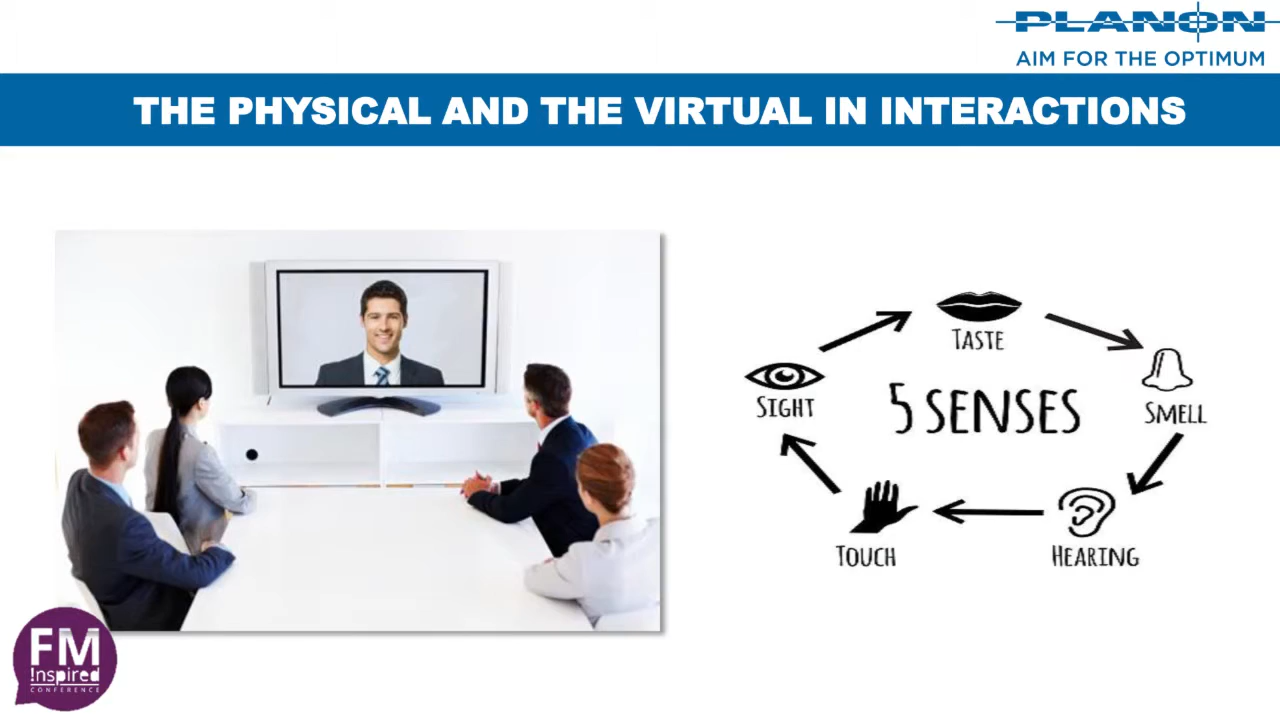 PLANON
AIM FOR THE OPTIMUM
THE PHYSICAL AND THE VIRTUAL IN INTERACTIONS
TASTE
SIGHT
5 SENSES
SMELL
TOUCH
HEARING
FM
!nspired
CONFERENCE